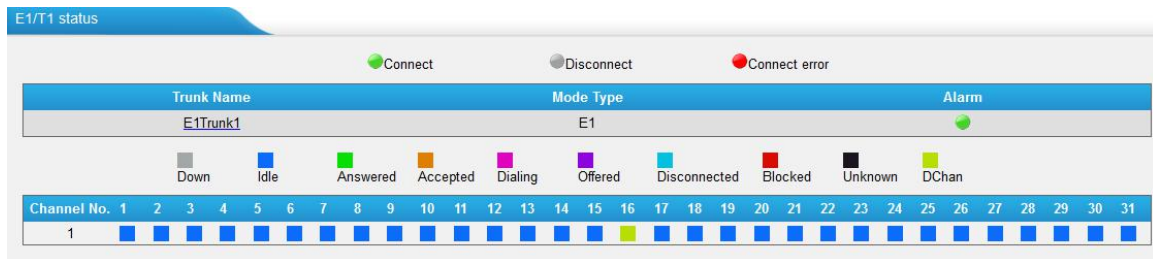 E1/T1 status
Connect Disconnect Connect error
Trunk Name Mode Type Alarm
E1Trunk1 E1
Down Idle Answered Accepted Dialing Offered Disconnected Blocked Unknown DChan
Channel No. 1 2 3 4 5 6 7 8 9 10 11 12 13 14 15 16 17 18 19 20 21 22 23 24 25 26 27 28 29 30 31
1